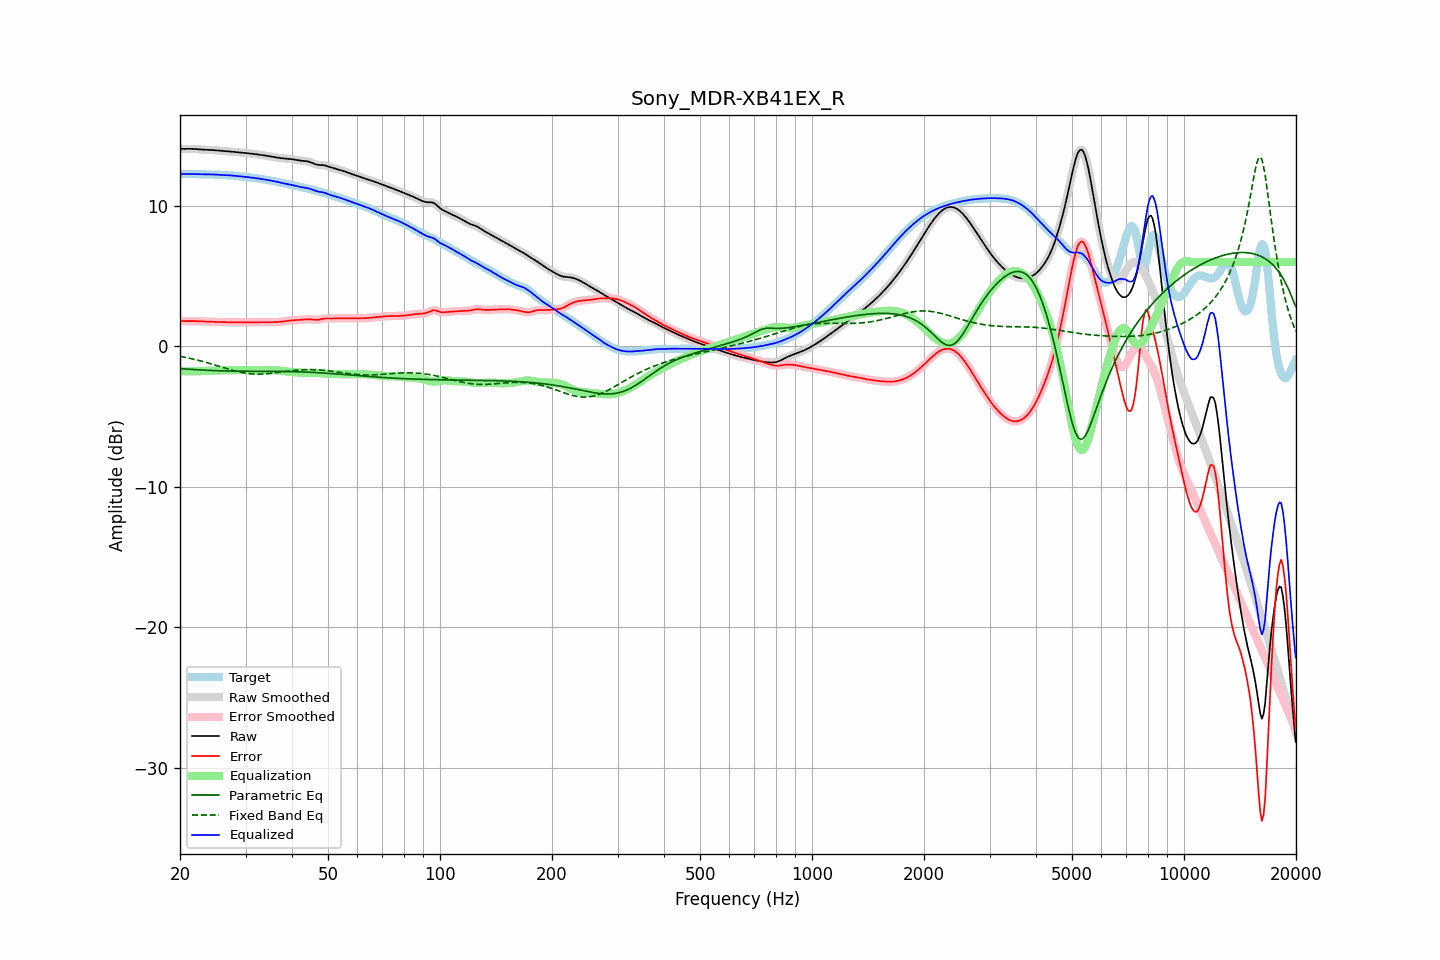 Sony_MDR-XB41EX_R
Amplitude (dBr)
10
0
−10
−20
−30
Target
Raw Smoothed
Error Smoothed
Raw
Error
Equalization
Parametric Eq
Fixed Band Eq
Equalized
20 50 100 200 500 1000 2000 5000 10000 20000
Frequency (Hz)